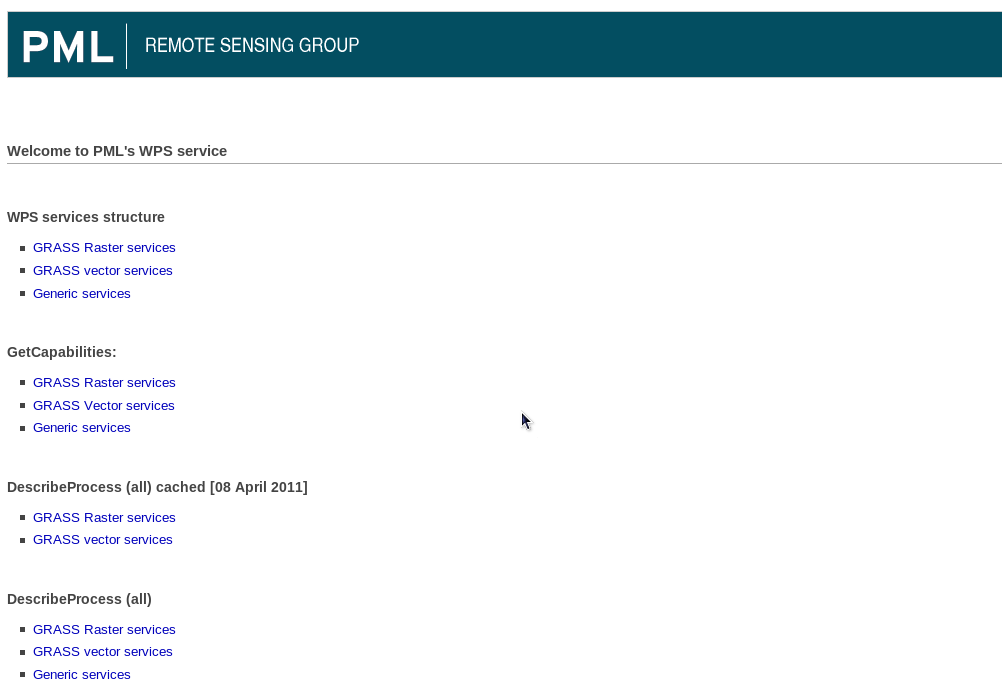 PML REMOTE SENSING GROUP
Welcome to PML's WPS service
WPS services structure
GRASS Raster services
GRASS vector services
Generic services
GetCapabilities:
GRASS Raster services
GRASS Vector services
Generic services
DescribeProcess (all) cached [08 April 2011]
GRASS Raster services
GRASS vector services
DescribeProcess (all)
GRASS Raster services
GRASS vector services
Generic services